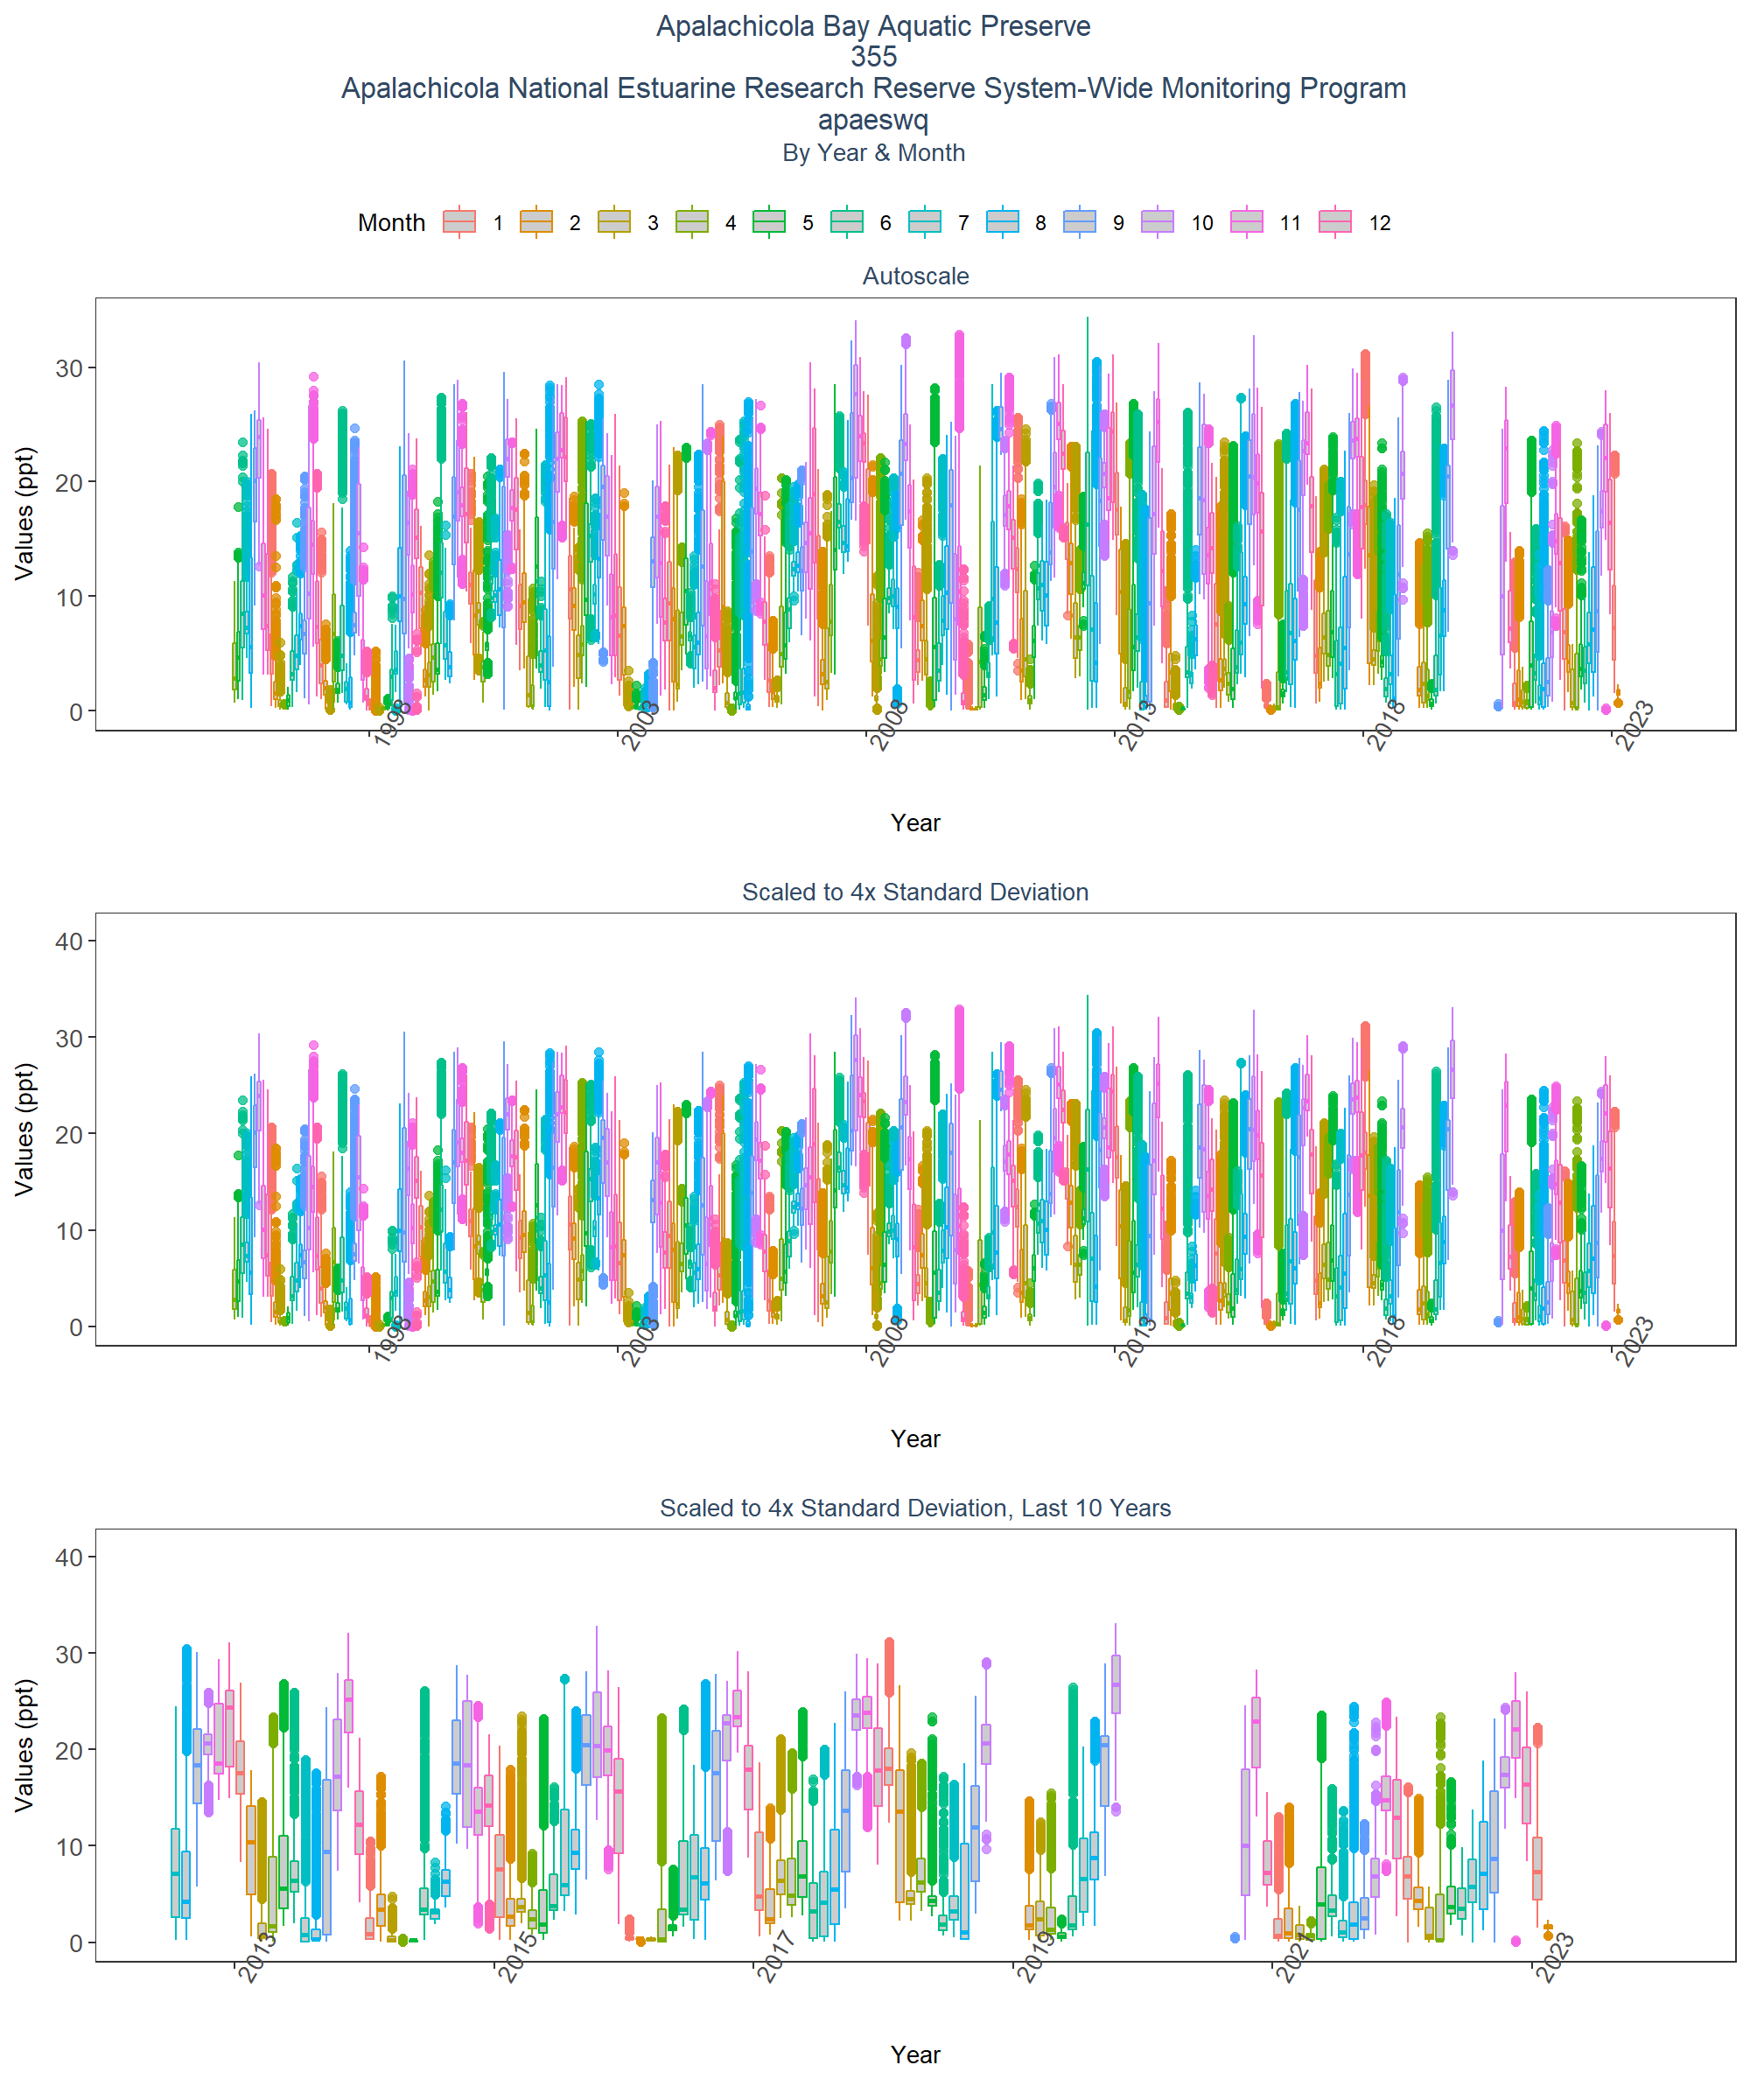 Apalachicola Bay Aquatic Preserve
355
Apalachicola National Estuarine Research Reserve System-Wide Monitoring Program
apaeswq
By Year & Month
Month 1 2 3 4 5 6 7 8 9 10 11 12
Autoscale
Values (ppt)
30
20
10
0
1998 2003 2008 2013 2018 2023
Year
Scaled to 4x Standard Deviation
Values (ppt)
40
30
20
10
0
1998 2003 2008 2013 2018 2023
Year
Scaled to 4x Standard Deviation, Last 10 Years
Values (ppt)
40
30
20
10
0
2013 2015 2017 2019 2021 2023
Year